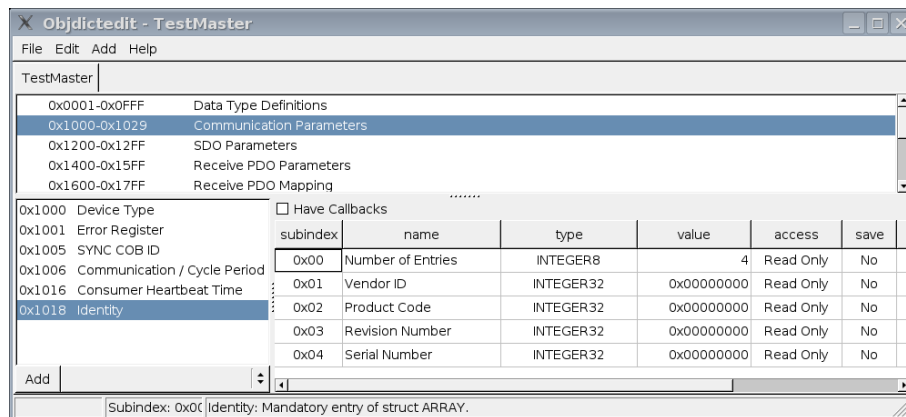 Objdictedit - TestMaster
File Edit Add Help
TestMaster
0x0001-0x0FFF Data Type Definitions
0x1000-0x1029 Communication Parameters
0x1200-0x12FF SDO Parameters
0x1400-0x15FF Receive PDO Parameters
0x1600-0x17FF Receive PDO Mapping
0x1000 Device Type
0x1001 Error Register
0x1005 SYNC COB ID
0x1006 Communication / Cycle Period
0x1016 Consumer Heartbeat Time
0x1018 Identity
Add
Have Callbacks
subindex name type value access save
0x00 Number of Entries INTEGER8 4 Read Only No
0x01 Vendor ID INTEGER32 0x00000000 Read Only No
0x02 Product Code INTEGER32 0x00000000 Read Only No
0x03 Revision Number INTEGER32 0x00000000 Read Only No
0x04 Serial Number INTEGER32 0x00000000 Read Only No
Subindex: 0x00 Identity: Mandatory entry of struct ARRAY.